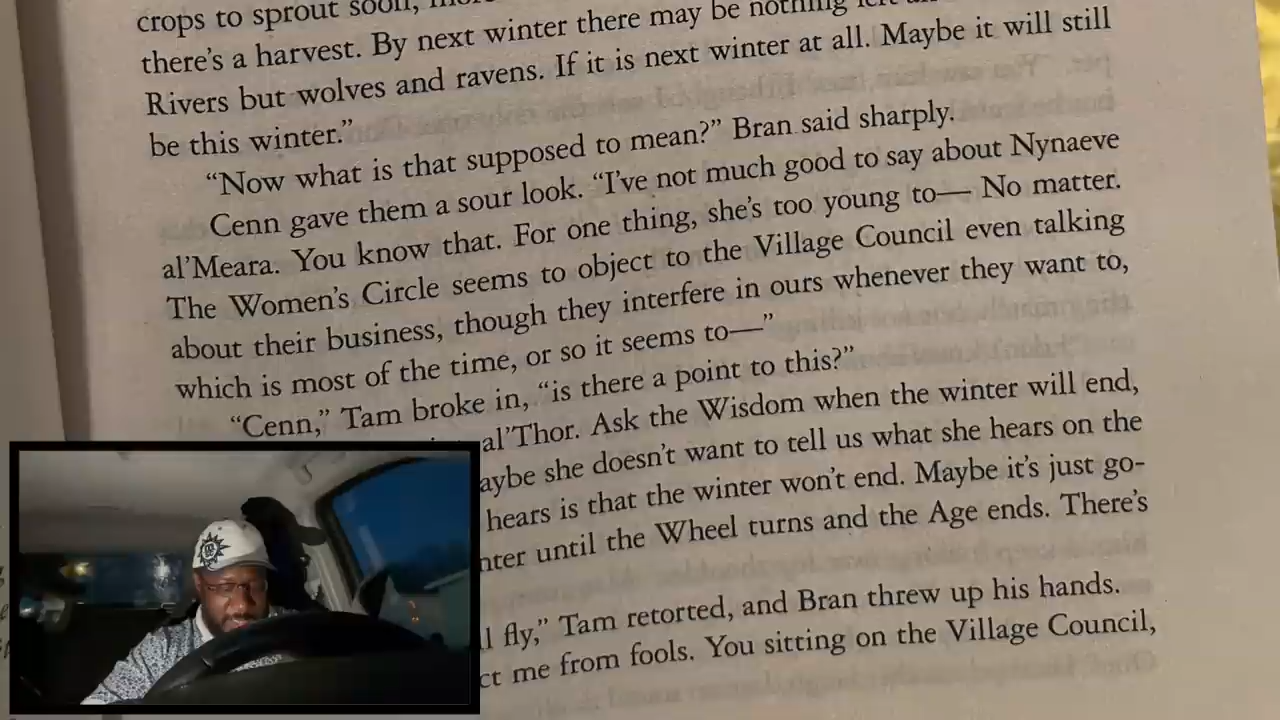 crops to sprout soon,
there's a harvest. By next winter there may be nothing
Rivers but wolves and ravens. If it is next winter at all. Maybe it will still
be this winter."
"Now what is that supposed to mean?" Bran said sharply.
Cenn gave them a sour look. "I've not much good to say about Nynaeve
al'Meara. You know that. For one thing, she's too young to— No matter.
The Women's Circle seems to object to the Village Council even talking
about their business, though they interfere in ours whenever they want to,
which is most of the time, or so it seems to—"
"Cenn," Tam broke in, "is there a point to this?"
al'Thor. Ask the Wisdom when the winter will end,
aybe she doesn't want to tell us what she hears on the
hears is that the winter won't end. Maybe it's just go-
nter until the Wheel turns and the Age ends. There's
l fly," Tam retorted, and Bran threw up his hands.
ct me from fools. You sitting on the Village Council,